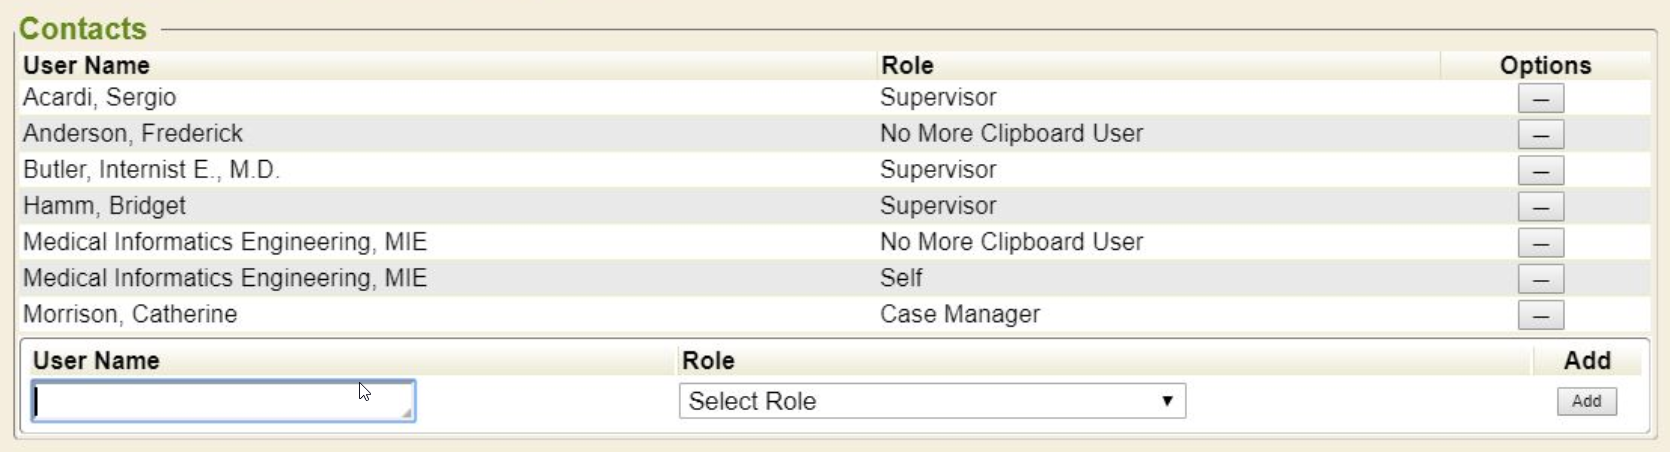 Contacts
User Name Role Options
Acardi, Sergio Supervisor —
Anderson, Frederick No More Clipboard User —
Butler, Internist E., M.D. Supervisor —
Hamm, Bridget Supervisor —
Medical Informatics Engineering, MIE No More Clipboard User —
Medical Informatics Engineering, MIE Self —
Morrison, Catherine Case Manager —
User Name Role Add
Select Role Add